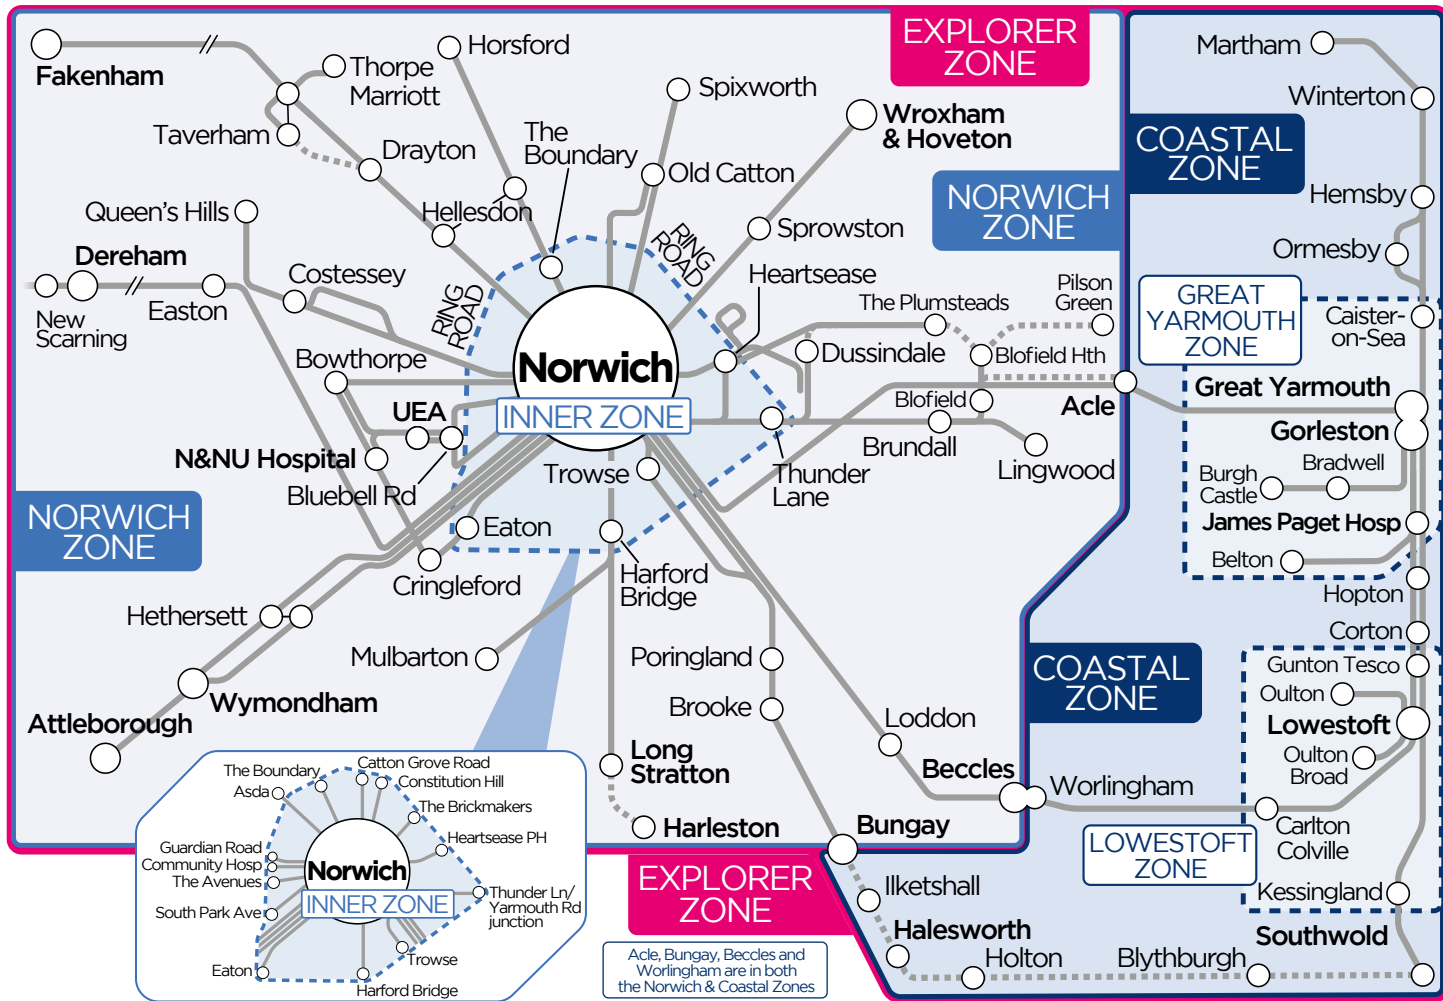 EXPLORER
ZONE
Fakenham
Horsford
Thorpe
Marriott
Taverham
Drayton
The
Boundary
Spixworth
Old Catton
Wroxham
& Hoveton
Martham
Winterton
COASTAL
ZONE
Hemsby
Ormesby
Queen's Hills
Hellesdon
NORWICH
ZONE
Sprowston
RING
ROAD
RING
ROAD
Dereham
New
Scarning
Easton
Costessey
Heartsease
The Plumsteads
Pilson
Green
GREAT
YARMOUTH
ZONE
Caister-
on-Sea
Bowthorpe
Norwich
INNER ZONE
Dussindale
Blofield Hth
Blofield
Acle
Great Yarmouth
UEA
N&NU Hospital
Bluebell Rd
Trowse
Thunder
Lane
Brundall
Lingwood
Gorleston
Bradwell
Burgh
Castle
James Paget Hosp
Belton
NORWICH
ZONE
Eaton
Cringleford
Harford
Bridge
Hopton
Corton
Hethersett
Mulbarton
Poringland
Brooke
COASTAL
ZONE
Gunton Tesco
Oulton
Lowestoft
Oulton
Broad
Wymondham
Attleborough
Loddon
Beccles
Worlingham
Long
Stratton
Harleston
Bungay
LOWESTOFT
ZONE
Carlton
Colville
Kessingland
Southwold
EXPLORER
ZONE
Ilketshall
Halesworth
Holton
Blythburgh
Acle, Bungay, Beccles and
Worlingham are in both
the Norwich & Coastal Zones
Catton Grove Road
The Boundary
Constitution Hill
Asda
The Brickmakers
Heartsease PH
Guardian Road
Community Hosp
The Avenues
South Park Ave
Norwich
INNER ZONE
Thunder Ln/
Yarmouth Rd
junction
Trowse
Eaton
Harford Bridge